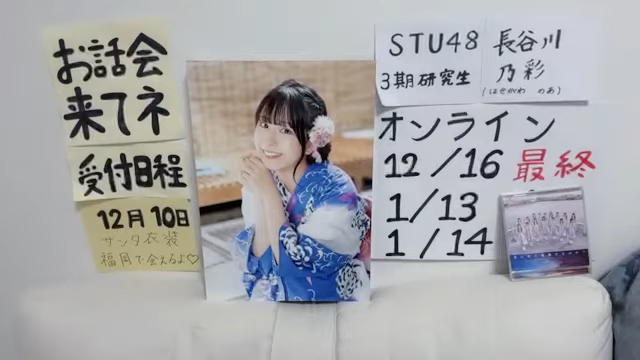 お話会
来てネ
受付日程
12月10日
サンタ衣装
福岡で会えるよ♡
STU48
3期研究生
長谷川
乃彩
(はせがわ のあ)
オンライン
12/16 最終
1/13
1/14